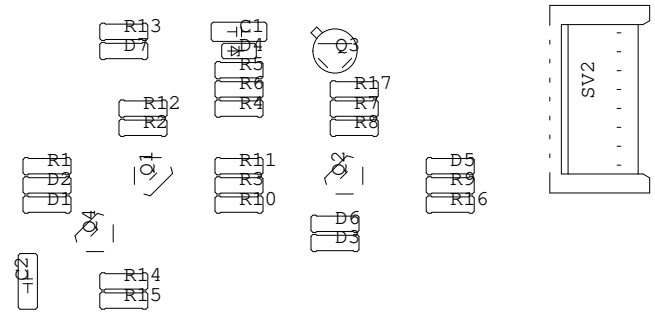 R13 C1
D7 D4 Q3
R5
R6 R17
SV2
R12 R4 R7
R2 R8
R1 Q1 R11 Q2 D5
D2 R3 R9
D1 R10 R16
Q4 D6
D3
C2 R14
R15